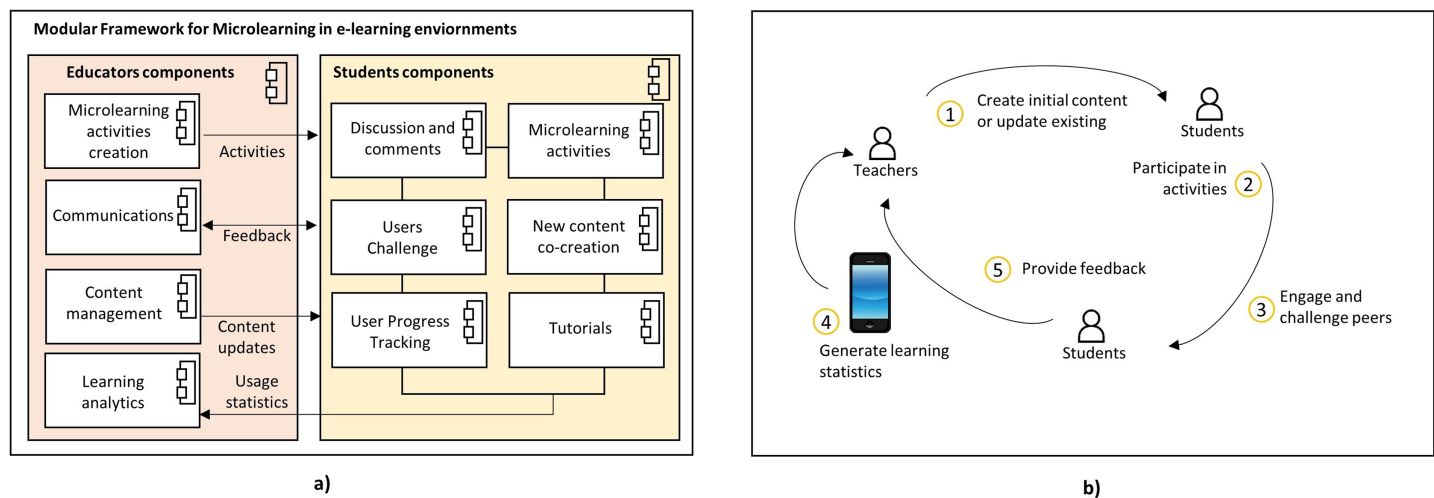 Modular Framework for Microlearning in e-learning enviornments
Educators components
Microlearning
activities
creation
Activities
Communications
Feedback
Content
management
Content
updates
Learning
analytics
Usage
statistics
Students components
Discussion and
comments
Microlearning
activities
Users
Challenge
New content
co-creation
User Progress
Tracking
Tutorials
a)
1
Create initial content
or update existing
Students
Teachers
Participate in
activities
2
5
Provide feedback
3
Engage and
challenge peers
4
Generate learning
statistics
Students
b)